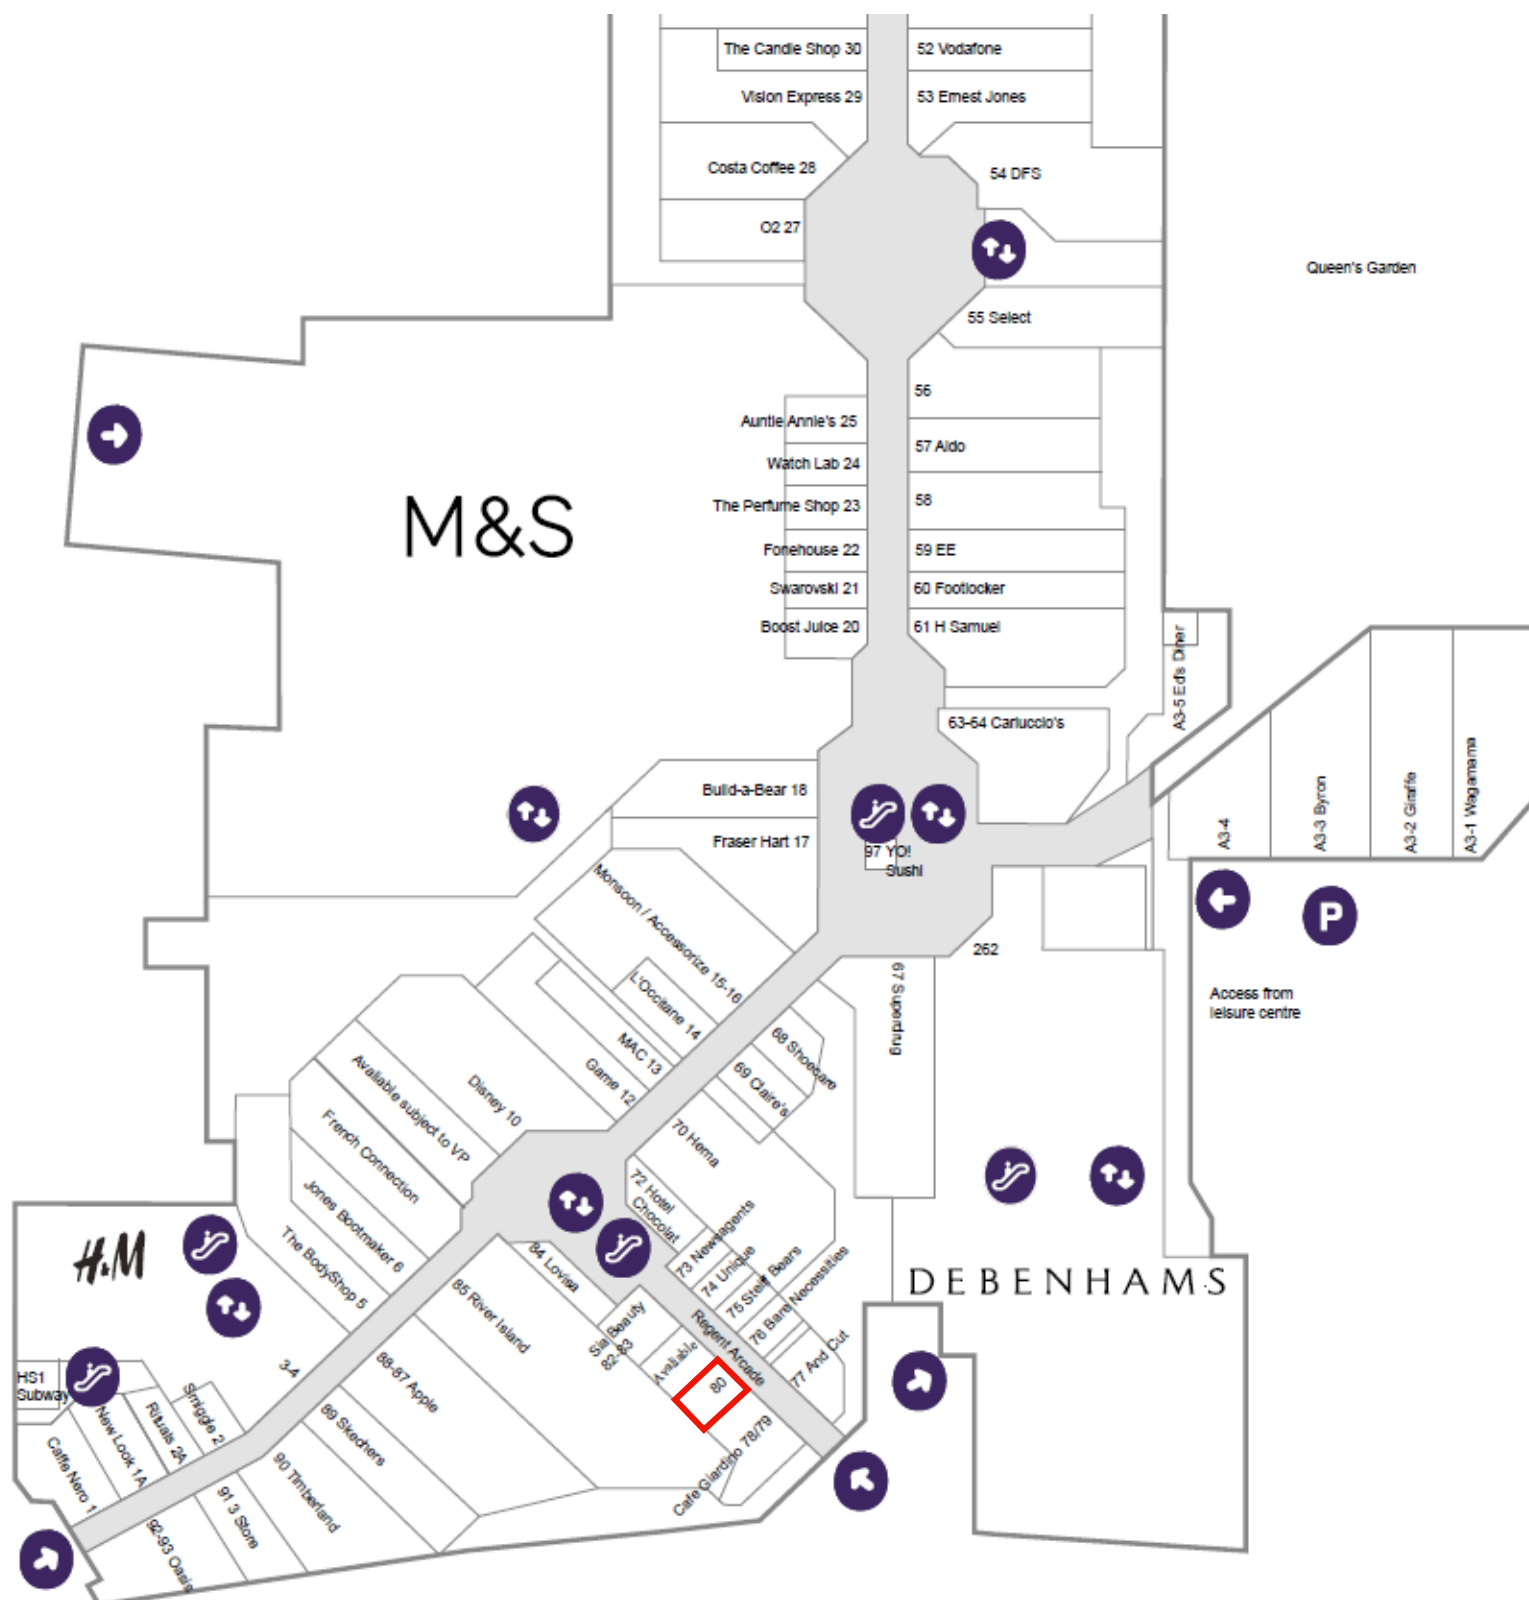 The Candle Shop 30
52 Vodafone
Vision Express 29
53 Ernest Jones
Costa Coffee 28
54 DFS
O2 27
Queen's Garden
55 Select
56
Auntie Annie's 25
57 Aldo
Watch Lab 24
58
The Perfume Shop 23
M&S
Fonehouse 22
59 EE
Swarovski 21
60 Footlocker
Boost Juice 20
61 H Samuel
A3-5 Ed's Diner
63-64 Carluccio's
Build-a-Bear 18
Fraser Hart 17
97 YO!
Sushi
A3-4
A3-3 Byron
A3-2 Giraffe
A3-1 Wagamama
P
Monsoon / Accessorize 15-16
262
L'Occitane 14
67 Superdrug
Access from
leisure centre
MAC 13
68 Shoecare
Game 12
69 Claire's
Disney 10
Available subject to VP
70 Hema
French Connection
72 Hotel
Chocolat
Jones Bootmaker 6
73 Newsagents
The BodyShop 5
74 Unique
H&M
84 Lovisa
75 Steiff Bears
76 Bare Necessities
DEBENHAMS
85 River Island
Sia Beauty
82-83
Regent Arcade
77 And Cut
Available
80
3-4
88-87 Apple
HS1
Subway
Smiggle 2
Rituals 2A
New Look 1A
Caffe Nero 1
89 Skechers
Cafe Giardino 78/79
90 Timberland
91 3 Store
92-93 Oasis